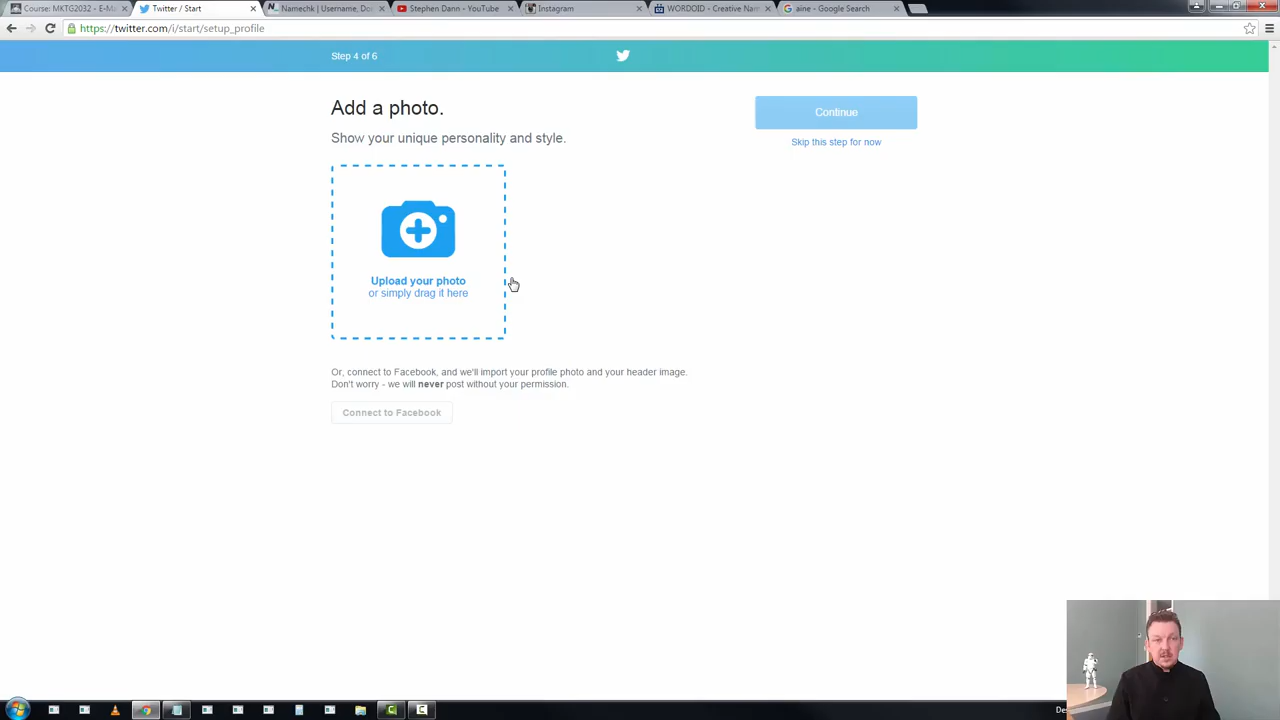 Course: MKTG2032 - E-Ma
Twitter / Start
Namechk | Username, Do
Stephen Dann - YouTube
Instagram
WORDOID - Creative Nam
aine - Google Search
https://twitter.com/i/start/setup_profile
Step 4 of 6
Add a photo.
Continue
Show your unique personality and style.
Skip this step for now
Upload your photo
or simply drag it here
Or, connect to Facebook, and we'll import your profile photo and your header image.
Don't worry - we will never post without your permission.
Connect to Facebook